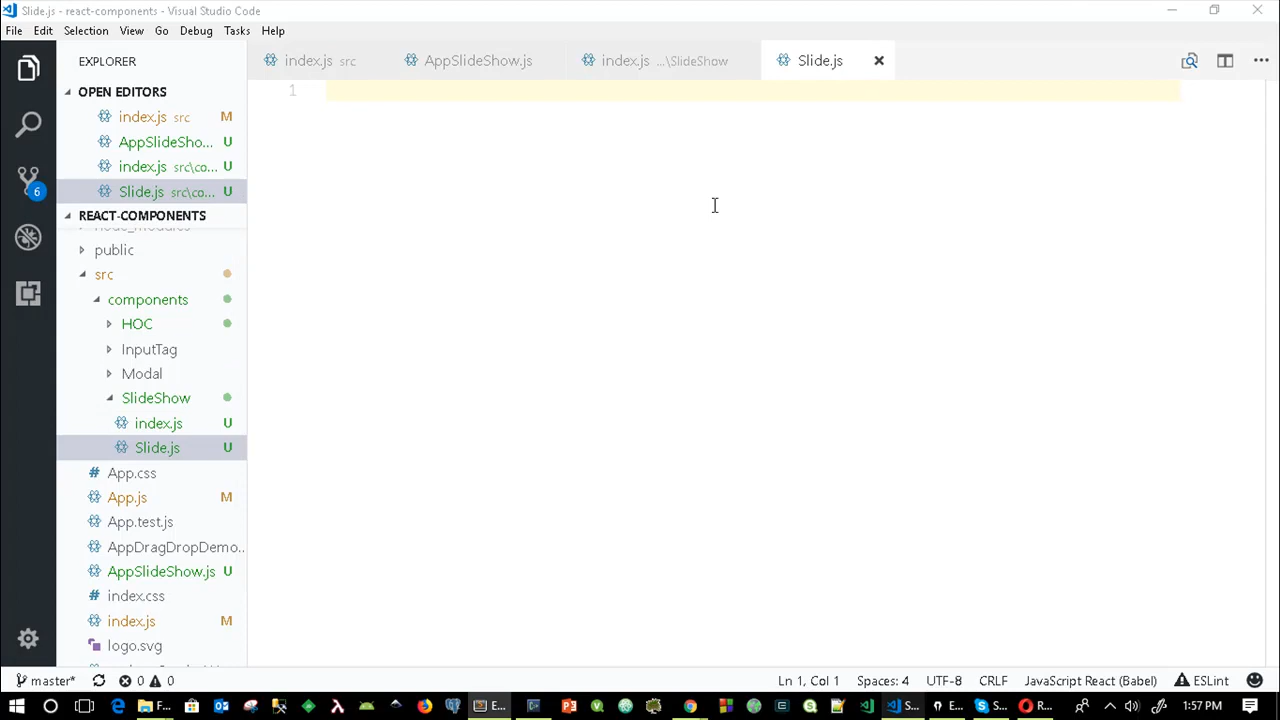 Slide.js - react-components - Visual Studio Code
File Edit Selection View Go Debug Tasks Help
EXPLORER
index.js src
AppSlideShow.js
index.js ...\SlideShow
Slide.js
OPEN EDITORS
index.js src M
AppSlideSho... U
index.js src\co... U
Slide.js src\co... U
REACT-COMPONENTS
node_modules
public
src
components
HOC
InputTag
Modal
SlideShow
index.js U
Slide.js U
App.css
App.js M
App.test.js
AppDragDropDemo...
AppSlideShow.js U
index.css
index.js M
logo.svg
1
6
master* 0 0 Ln 1, Col 1 Spaces: 4 UTF-8 CRLF JavaScript React (Babel) ESLint
F... E... S... E... S... R... 1:57 PM